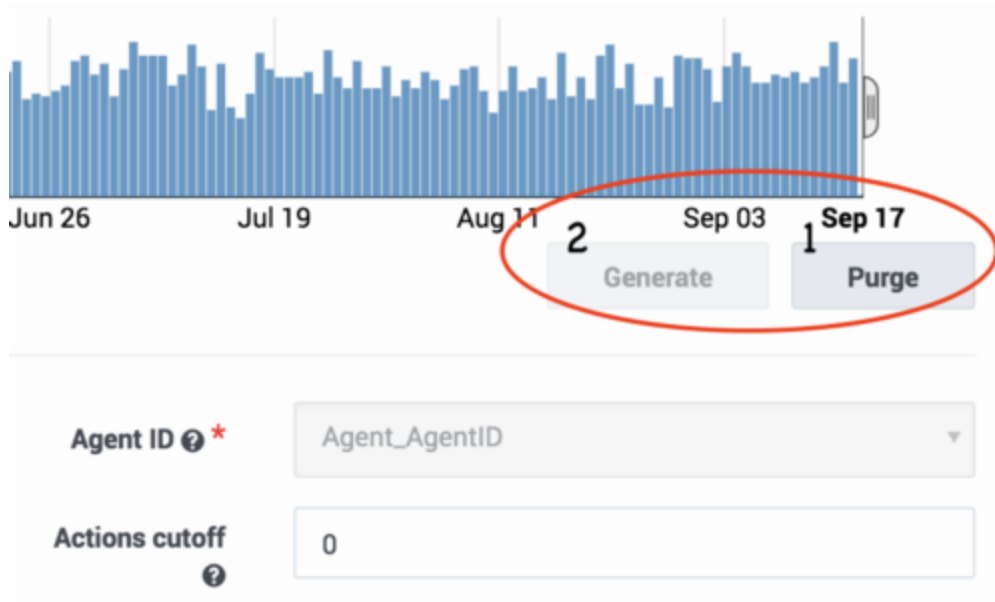 Jun 26 Jul 19 Aug 11 Sep 03 Sep 17
2 1
Generate Purge
Agent ID ? * Agent_AgentID
Actions cutoff 0
?